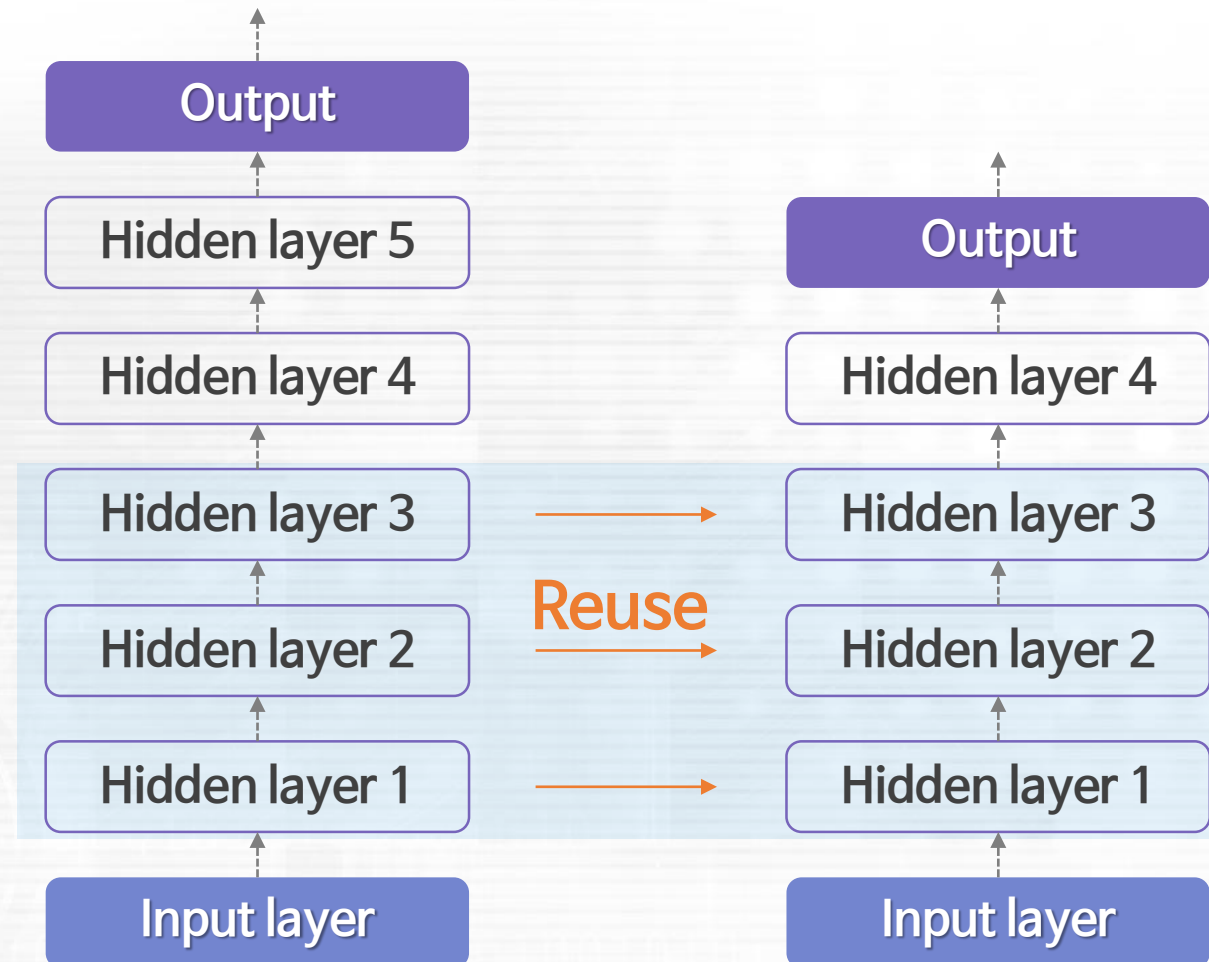 Output
Hidden layer 5
Hidden layer 4
Hidden layer 3
Hidden layer 2
Hidden layer 1
Input layer
Reuse
Output
Hidden layer 4
Hidden layer 3
Hidden layer 2
Hidden layer 1
Input layer